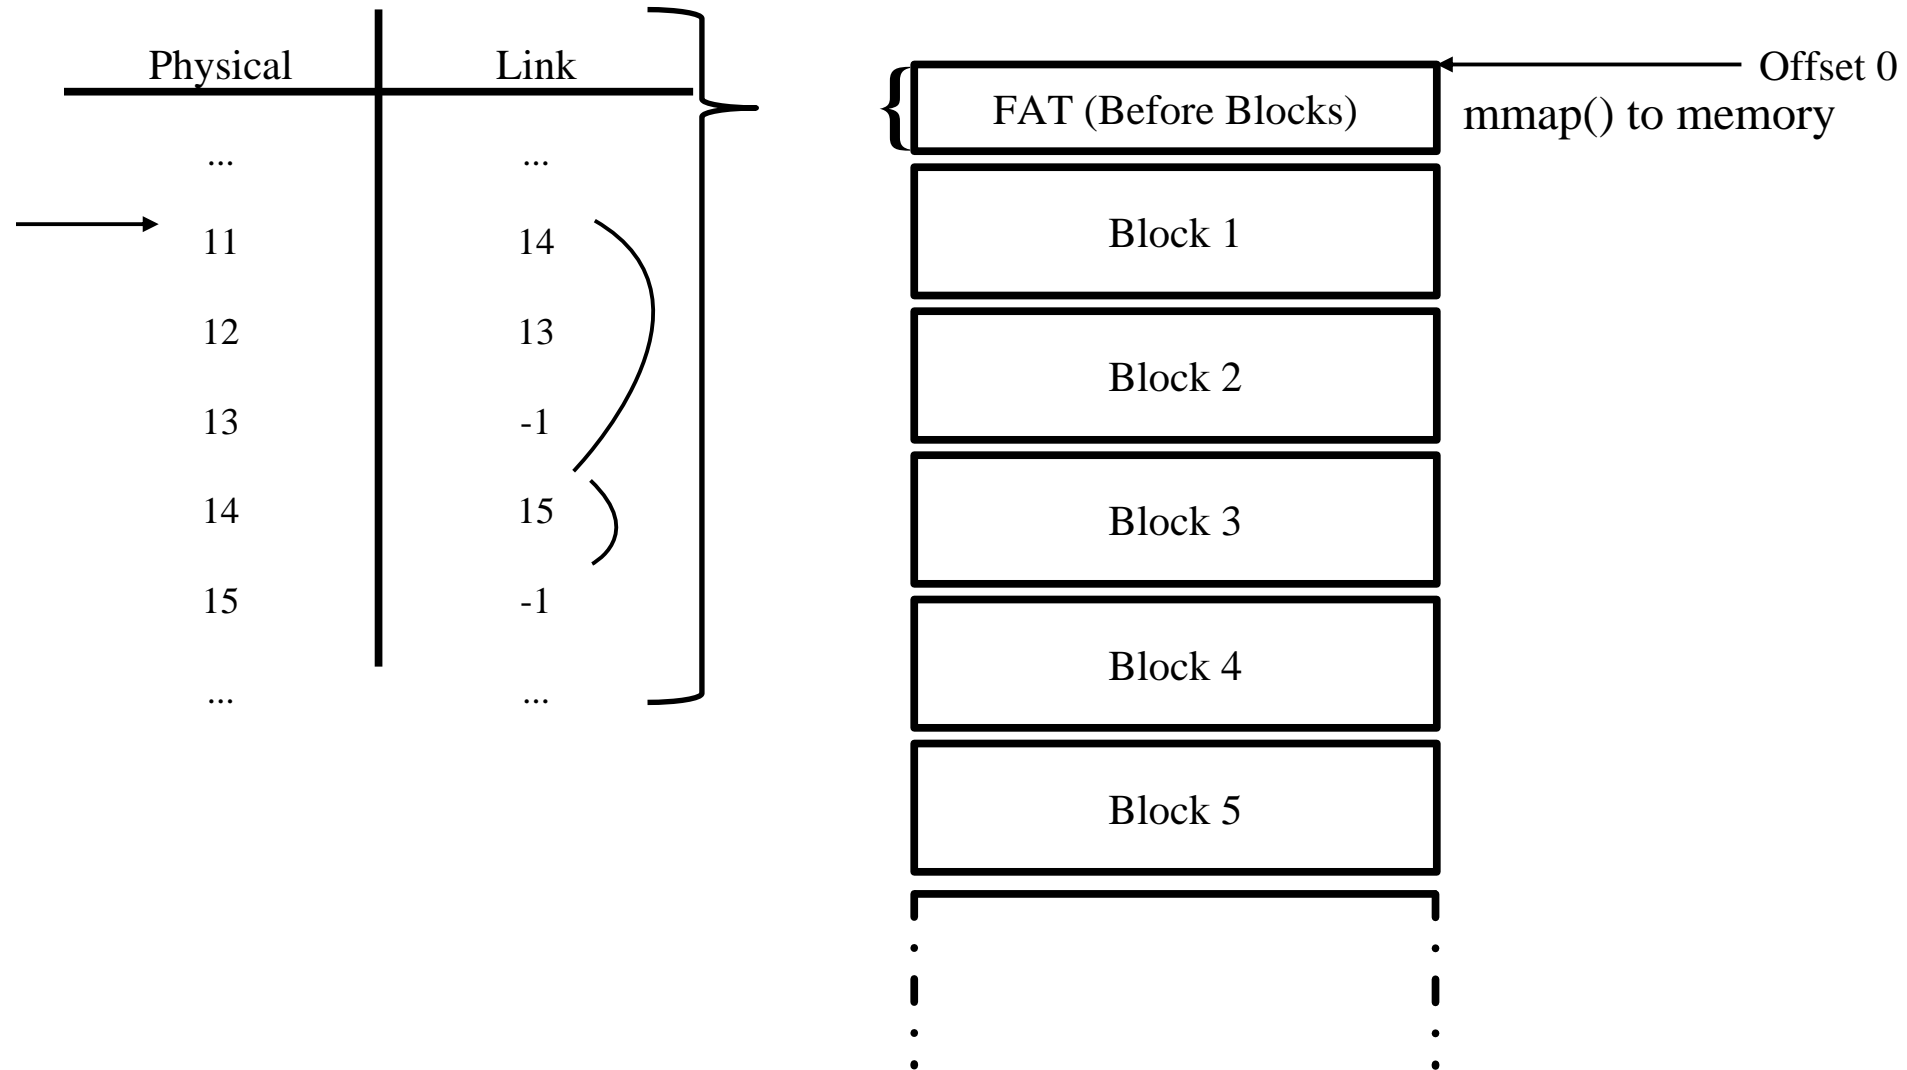 Physical Link
... ...
11 14
12 13
13 -1
14 15
15 -1
... ...
Offset 0
FAT (Before Blocks)
mmap() to memory
Block 1
Block 2
Block 3
Block 4
Block 5